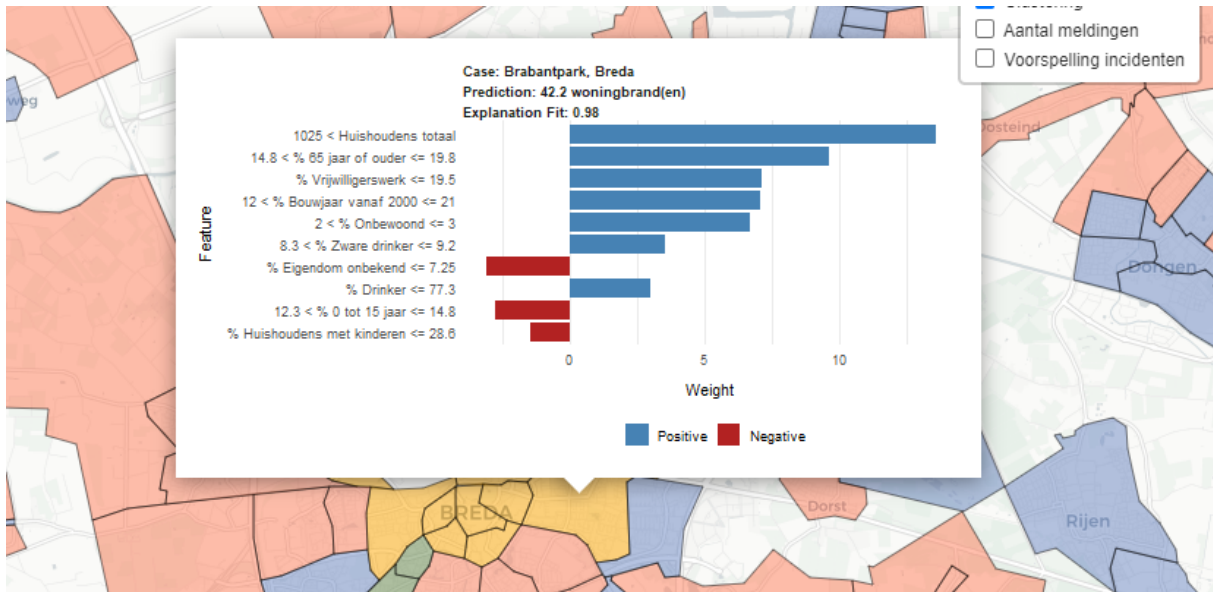 Clustering
Aantal meldingen
Voorspelling incidenten
Case: Brabantpark, Breda
Prediction: 42.2 woningbrand(en)
Explanation Fit: 0.98
1025 < Huishoudens totaal
14.8 < % 65 jaar of ouder <= 19.8
% Vrijwilligerswerk <= 19.5
12 < % Bouwjaar vanaf 2000 <= 21
2 < % Onbewoond <= 3
8.3 < % Zware drinker <= 9.2
% Eigendom onbekend <= 7.25
% Drinker <= 77.3
12.3 < % 0 tot 15 jaar <= 14.8
% Huishoudens met kinderen <= 28.6
Feature
0 5 10
Weight
Positive Negative
weg
Oosteind
Dongen
BREDA
Dorst
Rijen